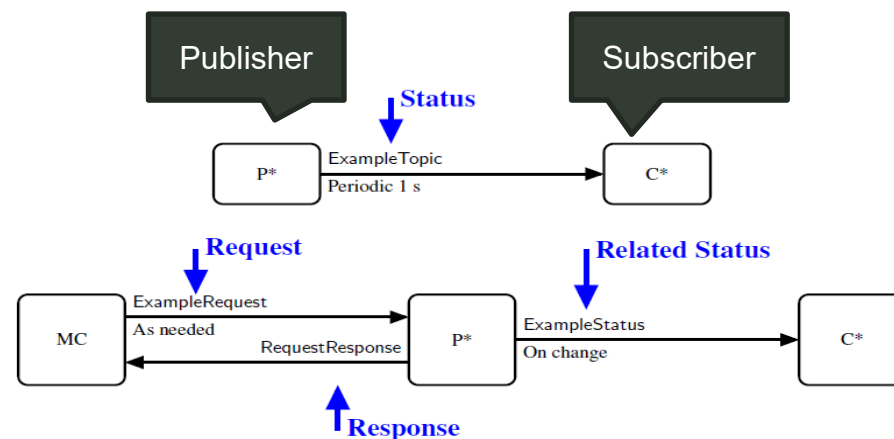 Publisher
Subscriber
Status
P*
ExampleTopic
Periodic 1 s
C*
Request
Related Status
MC
ExampleRequest
As needed
RequestResponse
P*
ExampleStatus
On change
C*
Response